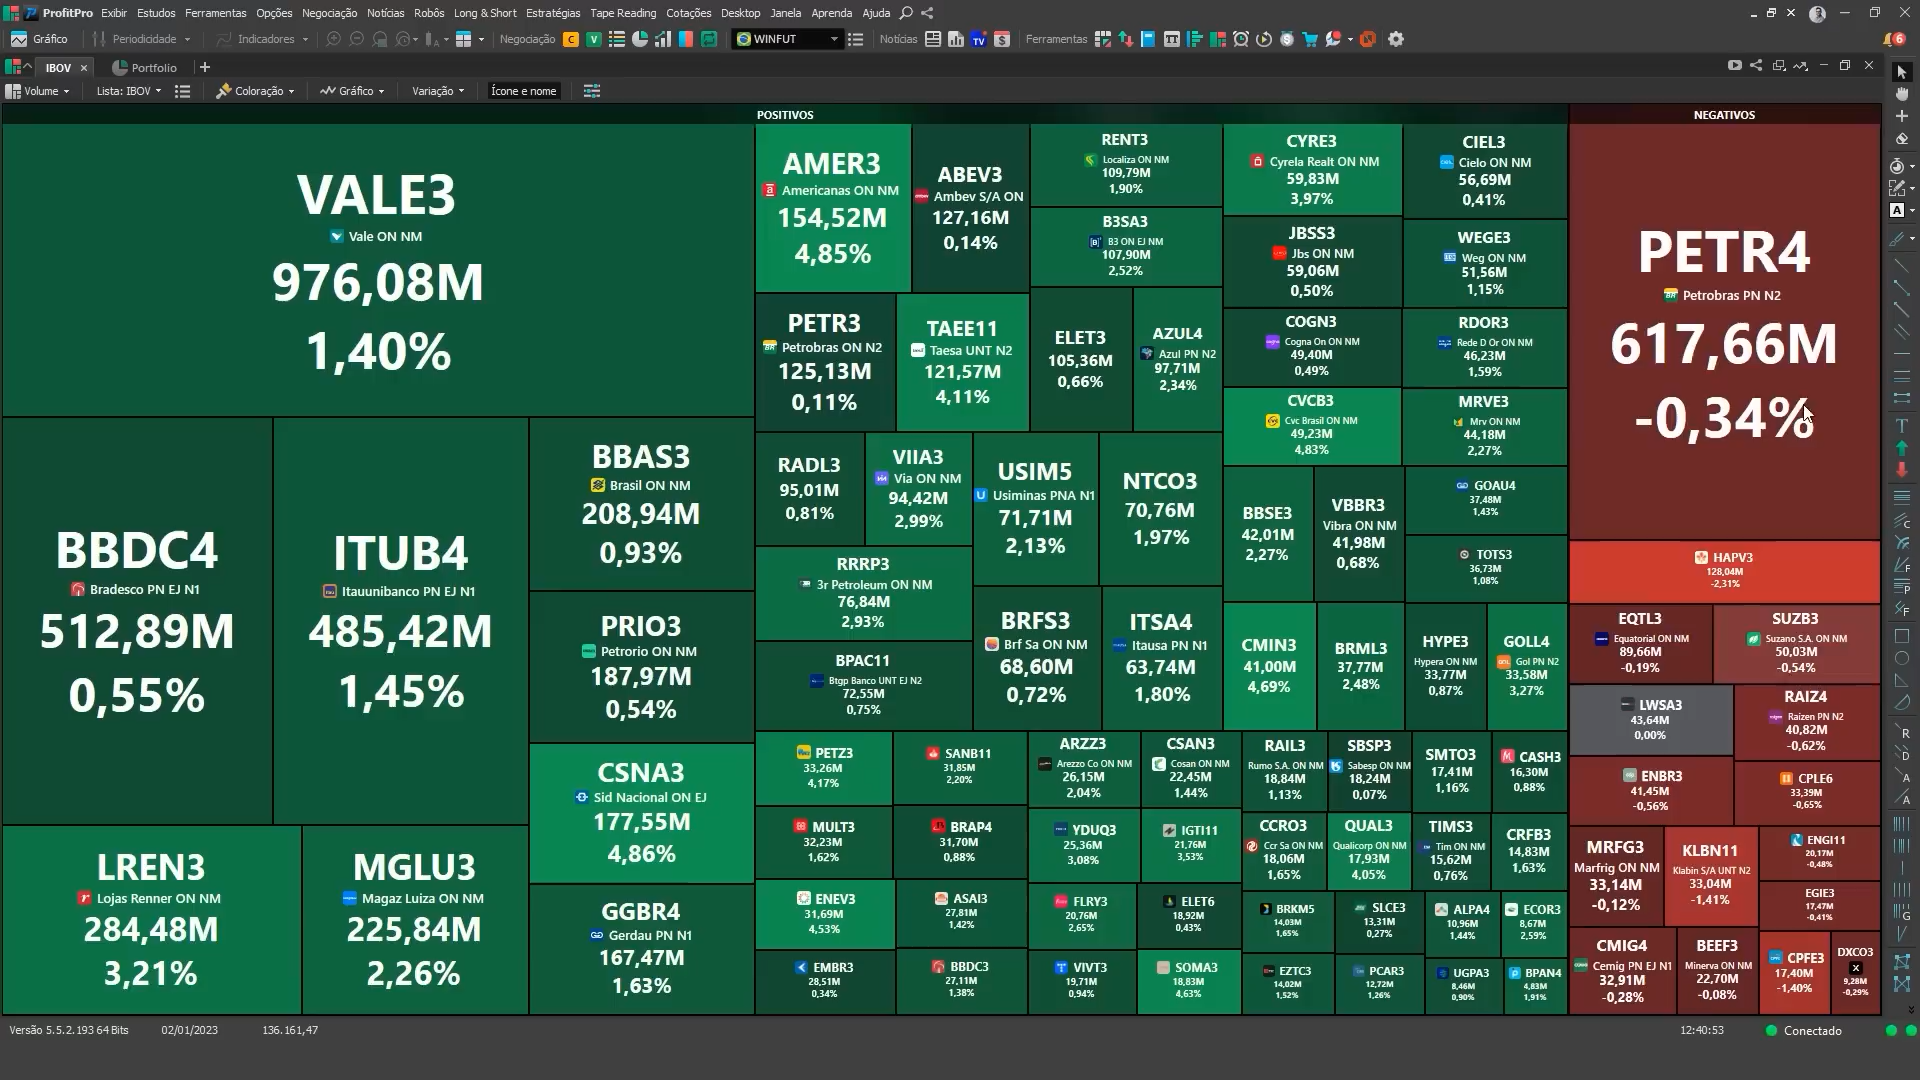 ProfitPro Exibir Estudos Ferramentas Opções Negociação Notícias Robôs Long & Short Estratégias Tape Reading Cotações Desktop Janela Aprenda Ajuda
Gráfico Periodicidade Indicadores Negociação C V WINFUT Notícias Ferramentas 6
IBOV Portfolio
Volume Lista: IBOV Coloração Gráfico Variação Ícone e nome
POSITIVOS
VALE3
Vale ON NM
976,08M
1,40%
BBDC4
Bradesco PN EJ N1
512,89M
0,55%
ITUB4
Itauunibanco PN EJ N1
485,42M
1,45%
LREN3
Lojas Renner ON NM
284,48M
3,21%
MGLU3
Magaz Luiza ON NM
225,84M
2,26%
BBAS3
Brasil ON NM
208,94M
0,93%
PRIO3
Petrorio ON NM
187,97M
0,54%
CSNA3
Sid Nacional ON EJ
177,55M
4,86%
GGBR4
Gerdau PN N1
167,47M
1,63%
AMER3
Americanas ON NM
154,52M
4,85%
ABEV3
Ambev S/A ON
127,16M
0,14%
PETR3
Petrobras ON N2
125,13M
0,11%
TAEE11
Taesa UNT N2
121,57M
4,11%
RENT3
Localiza ON NM
109,79M
1,90%
B3SA3
B3 ON EJ NM
107,90M
2,52%
ELET3
105,36M
0,66%
AZUL4
Azul PN N2
97,71M
2,34%
RADL3
95,01M
0,81%
VIIA3
Via ON NM
94,42M
2,99%
RRRP3
3r Petroleum ON NM
76,84M
2,93%
BPAC11
Btgp Banco UNT EJ N2
72,55M
0,75%
USIM5
Usiminas PNA N1
71,71M
2,13%
NTCO3
70,76M
1,97%
BRFS3
Brf Sa ON NM
68,60M
0,72%
ITSA4
Itausa PN N1
63,74M
1,80%
CYRE3
Cyrela Realt ON NM
59,83M
3,97%
JBSS3
Jbs ON NM
59,06M
0,50%
COGN3
Cogna On ON NM
49,40M
0,49%
CVCB3
Cvc Brasil ON NM
49,23M
4,83%
CIEL3
Cielo ON NM
56,69M
0,41%
WEGE3
Weg ON NM
51,56M
1,15%
RDOR3
Rede D Or ON NM
46,23M
1,59%
MRVE3
Mrv ON NM
44,18M
2,27%
BBSE3
42,01M
2,27%
VBBR3
Vibra ON NM
41,98M
0,68%
GOAU4
37,48M
1,43%
TOTS3
36,73M
1,08%
CMIN3
41,00M
4,69%
BRML3
37,77M
2,48%
HYPE3
Hypera ON NM
33,77M
0,87%
GOLL4
Gol PN N2
33,58M
3,27%
PETZ3
33,26M
4,17%
MULT3
32,23M
1,62%
ENEV3
31,69M
4,53%
EMBR3
28,51M
0,34%
SANB11
31,85M
2,20%
BRAP4
31,70M
0,88%
ASAI3
27,81M
1,42%
BBDC3
27,11M
1,38%
ARZZ3
Arezzo Co ON NM
26,15M
2,04%
CSAN3
Cosan ON NM
22,45M
1,44%
YDUQ3
25,36M
3,08%
IGTI11
21,76M
3,53%
FLRY3
20,76M
2,65%
ELET6
18,92M
0,43%
VIVT3
19,71M
0,94%
SOMA3
18,83M
4,63%
RAIL3
Rumo S.A. ON NM
18,84M
1,13%
SBSP3
Sabesp ON NM
18,24M
0,07%
SMTO3
17,41M
1,16%
CASH3
16,30M
0,88%
CCRO3
Ccr Sa ON NM
18,06M
1,65%
QUAL3
Qualicorp ON NM
17,93M
4,05%
TIMS3
Tim ON NM
15,62M
0,76%
CRFB3
14,83M
1,63%
BRKM5
14,03M
1,65%
SLCE3
13,31M
0,27%
ALPA4
10,96M
1,44%
ECOR3
8,67M
2,59%
EZTC3
14,02M
1,52%
PCAR3
12,72M
1,26%
UGPA3
8,46M
0,90%
BPAN4
4,83M
1,91%
NEGATIVOS
PETR4
Petrobras PN N2
617,66M
-0,34%
HAPV3
128,04M
-2,31%
EQTL3
Equatorial ON NM
89,66M
-0,19%
SUZB3
Suzano S.A. ON NM
50,03M
-0,54%
LWSA3
43,64M
0,00%
RAIZ4
Raizen PN N2
40,82M
-0,62%
ENBR3
41,45M
-0,56%
CPLE6
33,39M
-0,65%
MRFG3
Marfrig ON NM
33,14M
-0,12%
KLBN11
Klabin S/A UNT N2
33,04M
-1,41%
ENGI11
20,17M
-0,48%
EGIE3
17,47M
-0,41%
CMIG4
Cemig PN EJ N1
32,91M
-0,28%
BEEF3
Minerva ON NM
22,70M
-0,08%
CPFE3
17,40M
-1,40%
DXCO3
9,28M
-0,29%
Versão 5.5.2.193 64 Bits 02/01/2023 136.161,47 12:40:53 Conectado